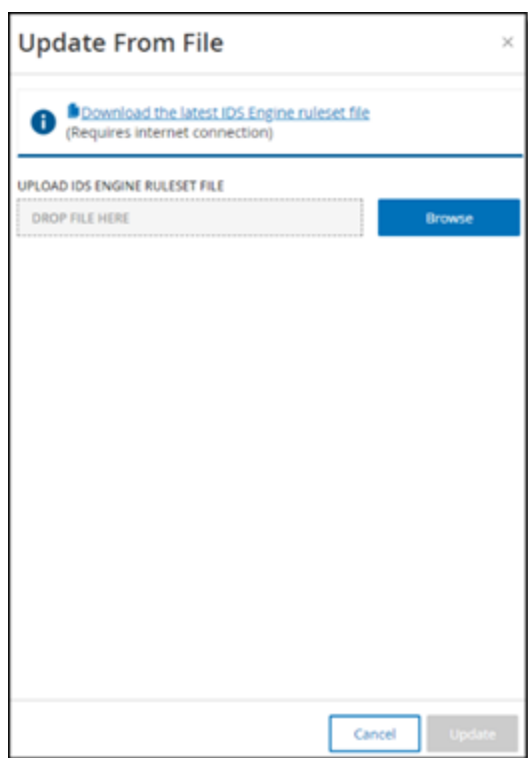 Update From File
Download the latest IDS Engine ruleset file
(Requires internet connection)
UPLOAD IDS ENGINE RULESET FILE
DROP FILE HERE
Browse
Cancel
Update